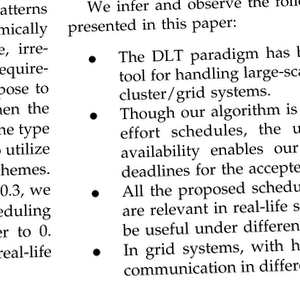 atterns
mically
irre-
equire-
pose to
en the
type
utilize
hemes.
0.3, we
eduling
er to 0.
real-life
We infer and observe the
presented in this paper:
• The DLT paradigm has
tool for handling large-sca
cluster/grid systems.
• Though our algorithm is
effort schedules, the u
availability enables our
deadlines for the accepte
• All the proposed schedu
are relevant in real-life s
be useful under differen
• In grid systems, with h
communication in differe